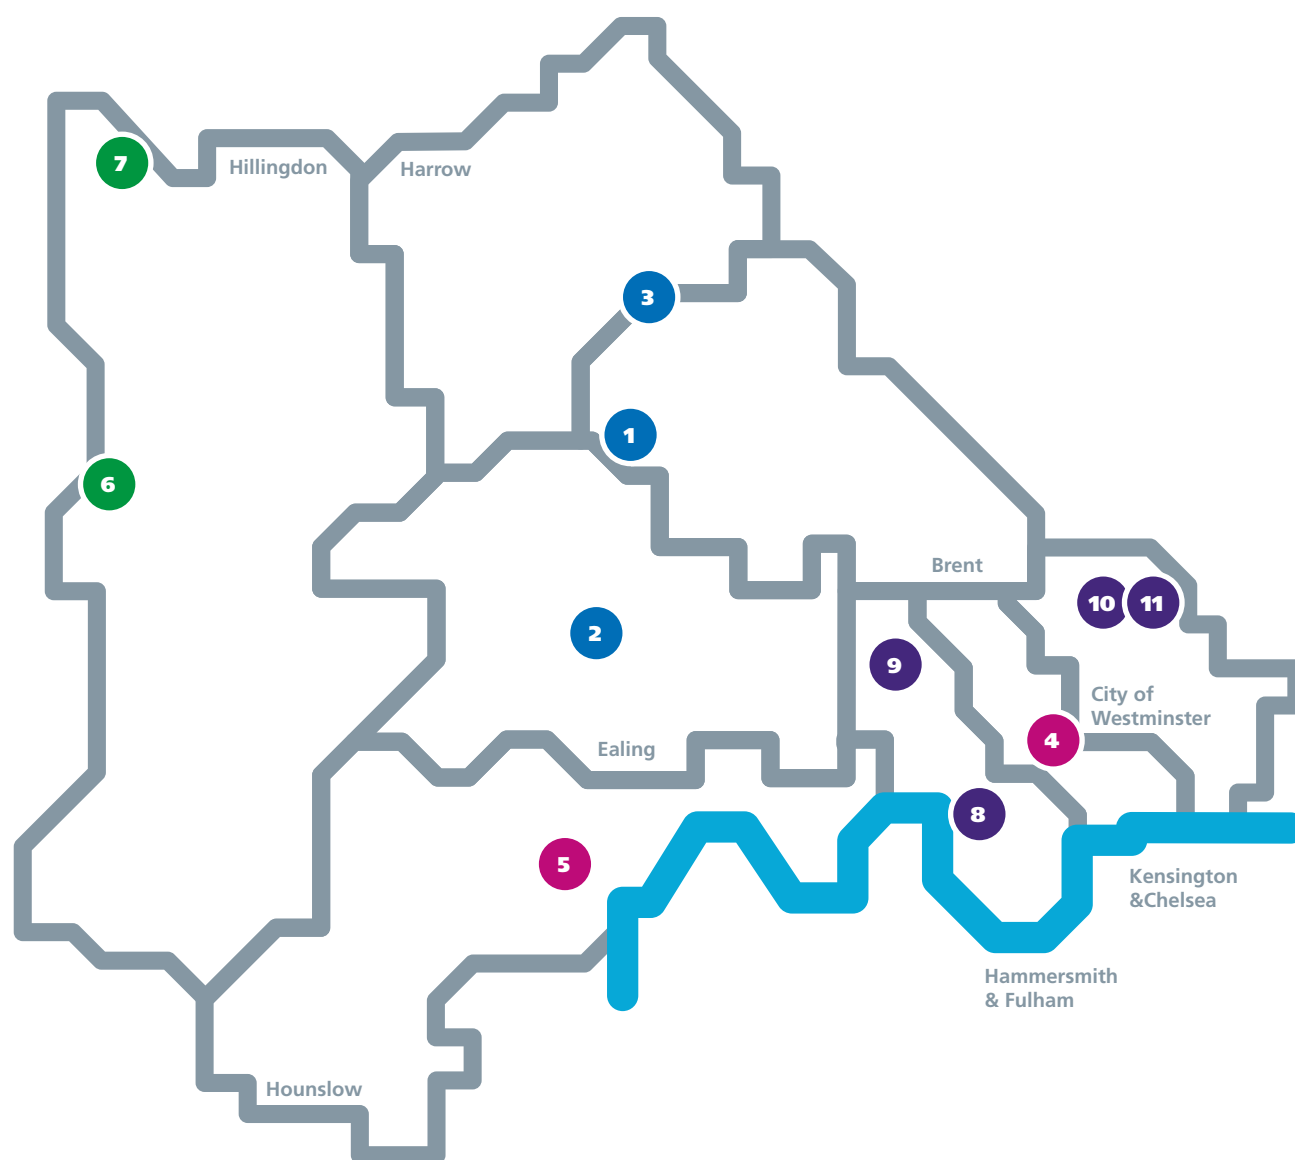 7
Hillingdon
Harrow
3
1
6
Brent
10
11
2
9
City of
Westminster
4
Ealing
8
5
Kensington
&Chelsea
Hammersmith
& Fulham
Hounslow